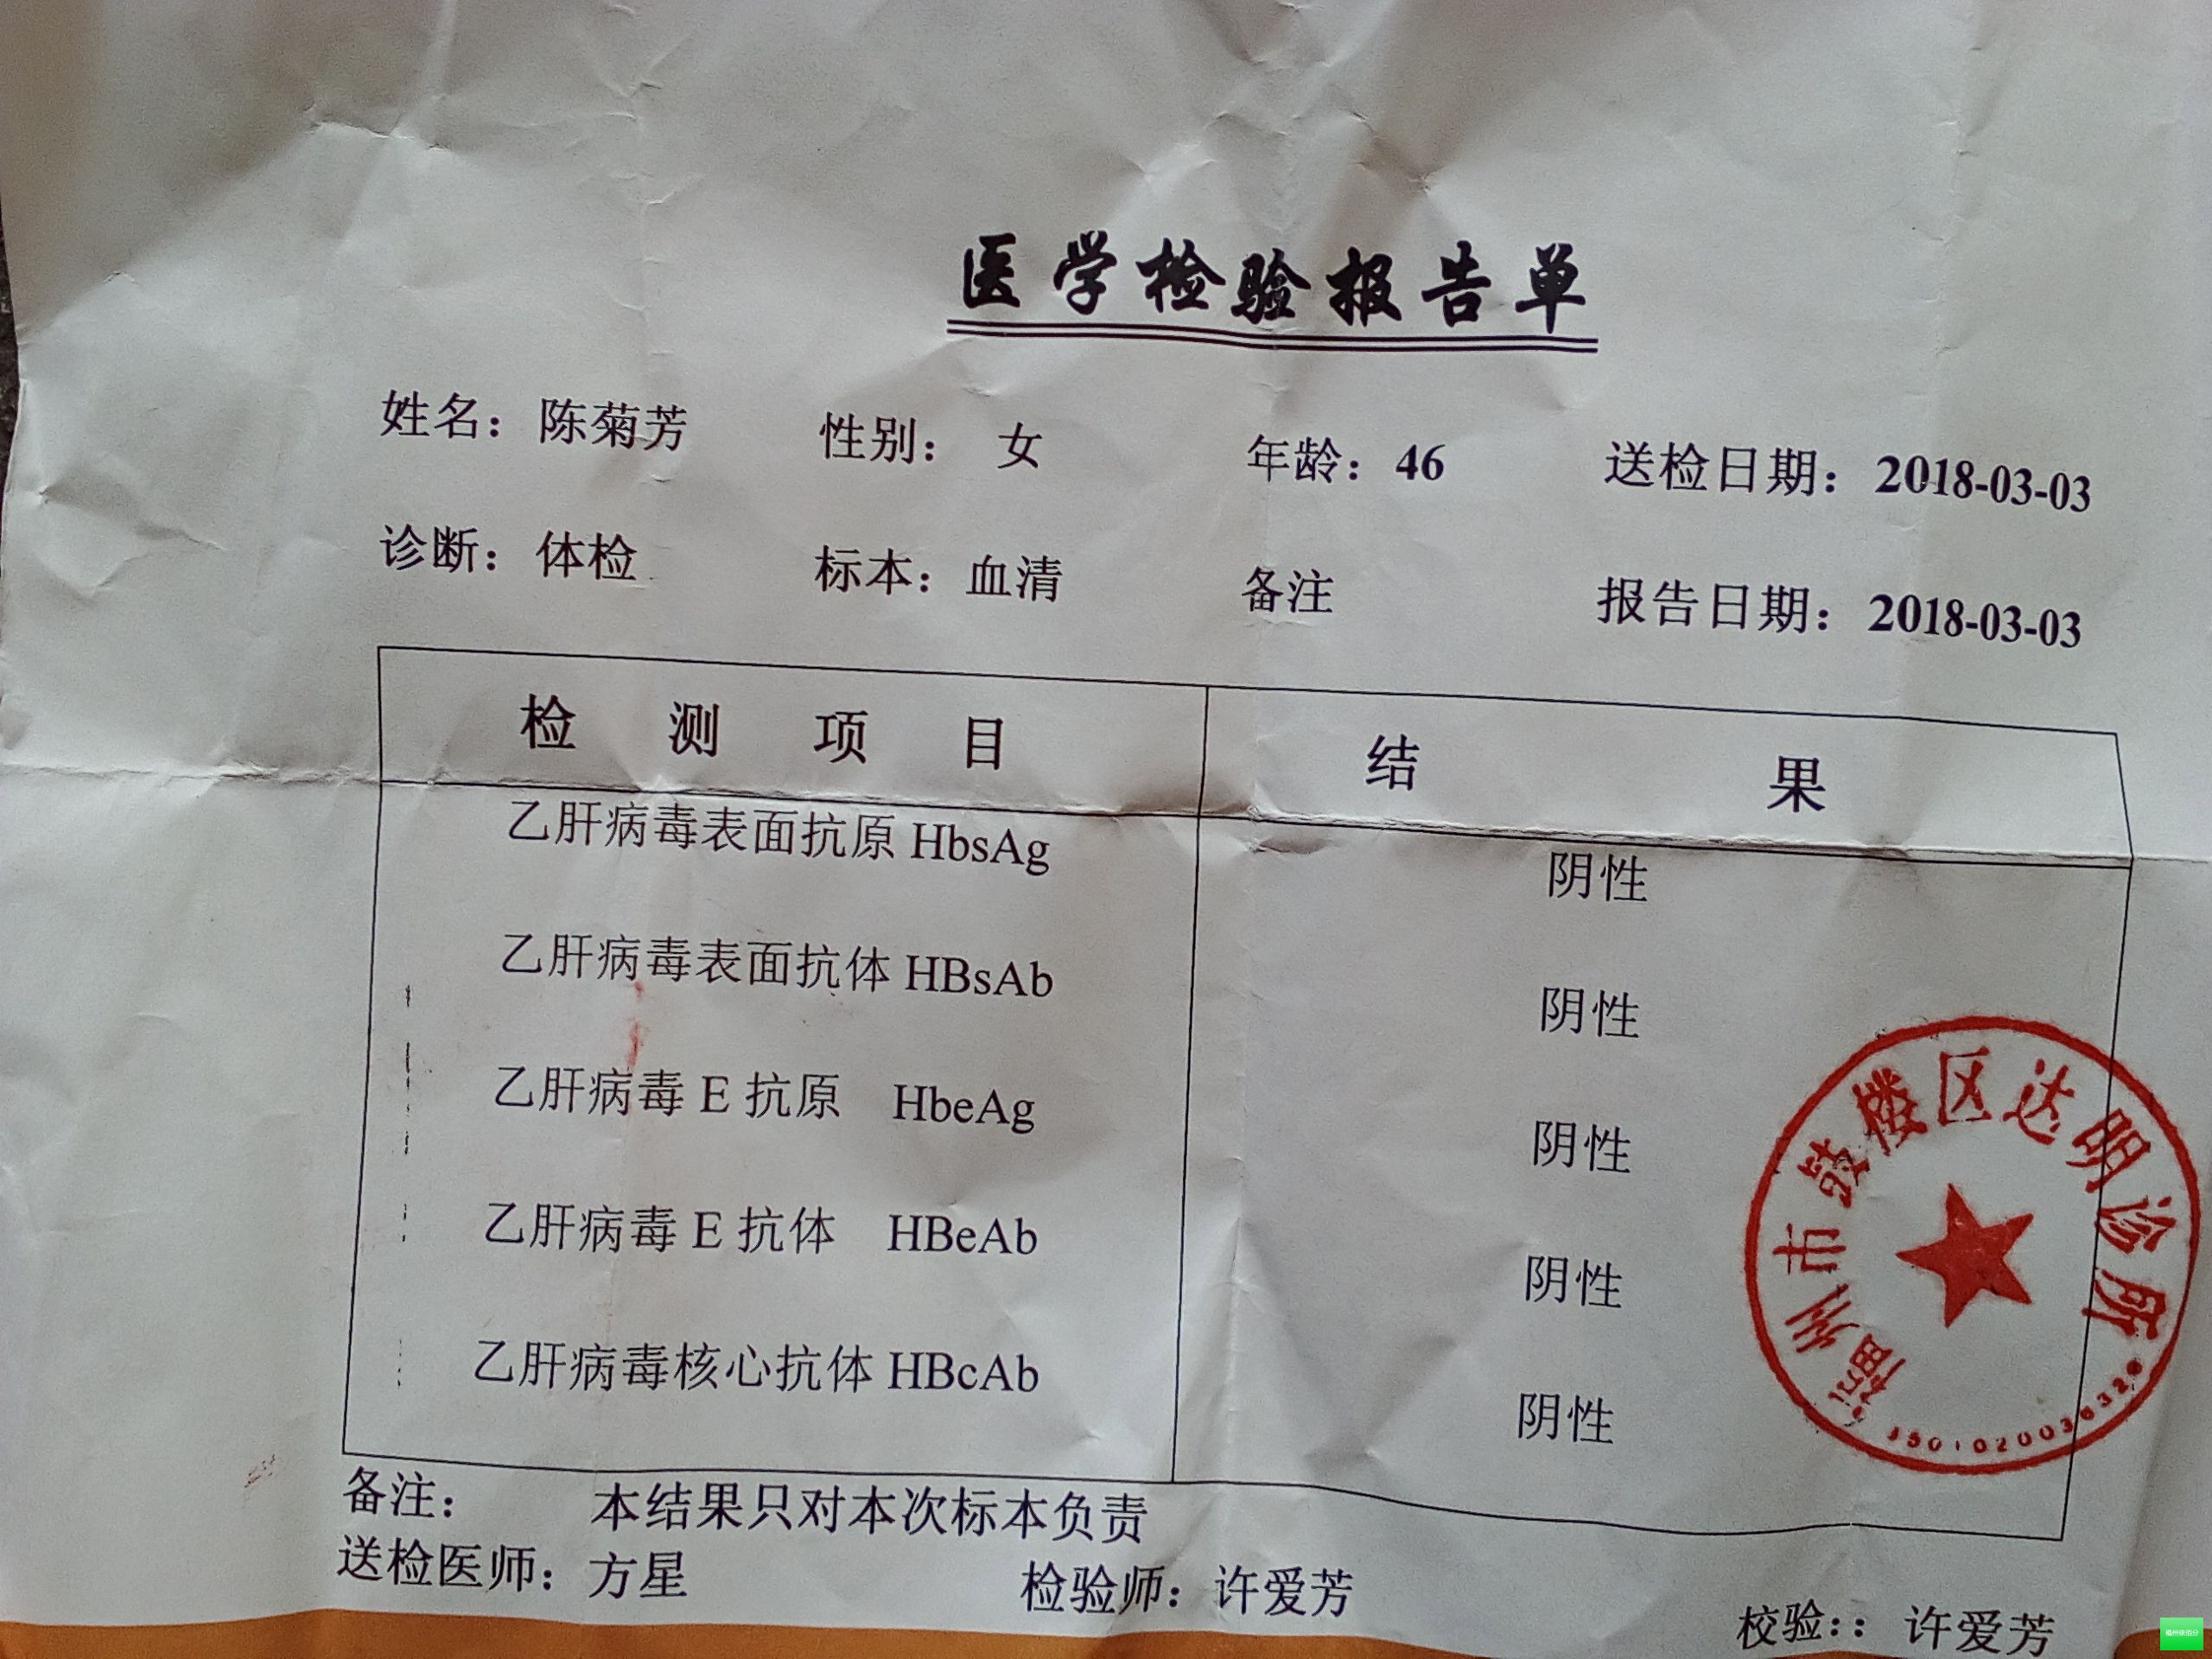 医学检验报告单
姓名：陈菊芳 性别： 女 年龄：46 送检日期：2018-03-03
诊断：体检 标本：血清 备注 报告日期：2018-03-03
检 测 项 目 结 果
乙肝病毒表面抗原 HbsAg 阴性
乙肝病毒表面抗体 HBsAb 阴性
乙肝病毒 E 抗原 HbeAg 阴性
乙肝病毒 E 抗体 HBeAb 阴性
乙肝病毒核心抗体 HBcAb 阴性
福州市鼓楼区达明诊所
备注： 本结果只对本次标本负责
送检医师：方星 检验师：许爱芳 校验：：许爱芳